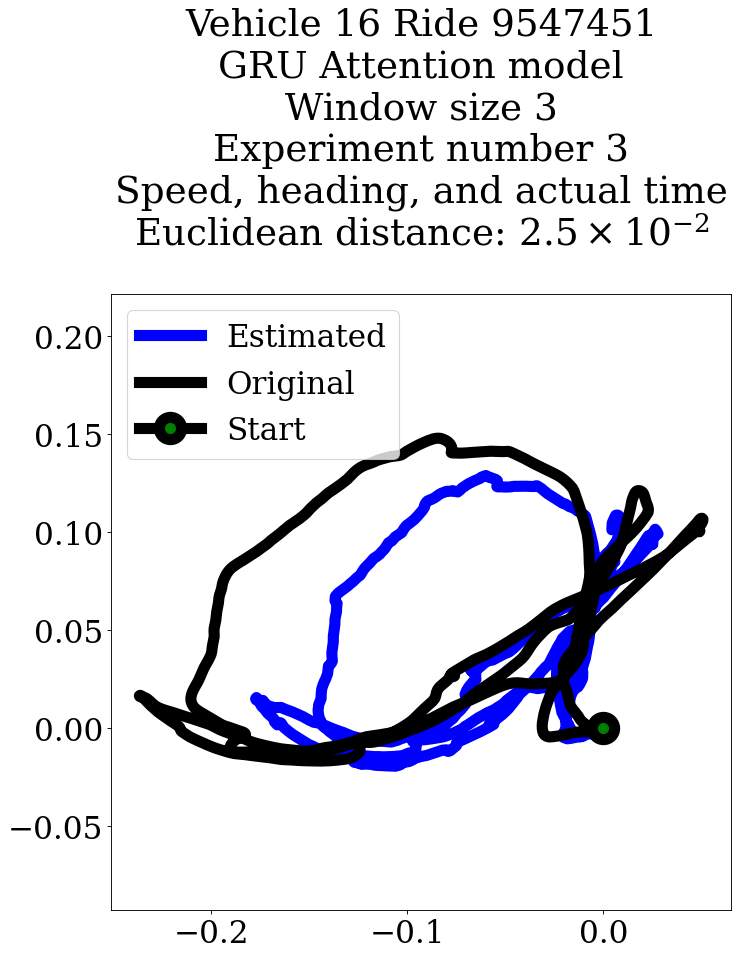 Vehicle 16 Ride 9547451
GRU Attention model
Window size 3
Experiment number 3
Speed, heading, and actual time
Euclidean distance: 2.5 × 10⁻²
0.20
0.15
0.10
0.05
0.00
−0.05
Estimated
Original
Start
−0.2
−0.1
0.0